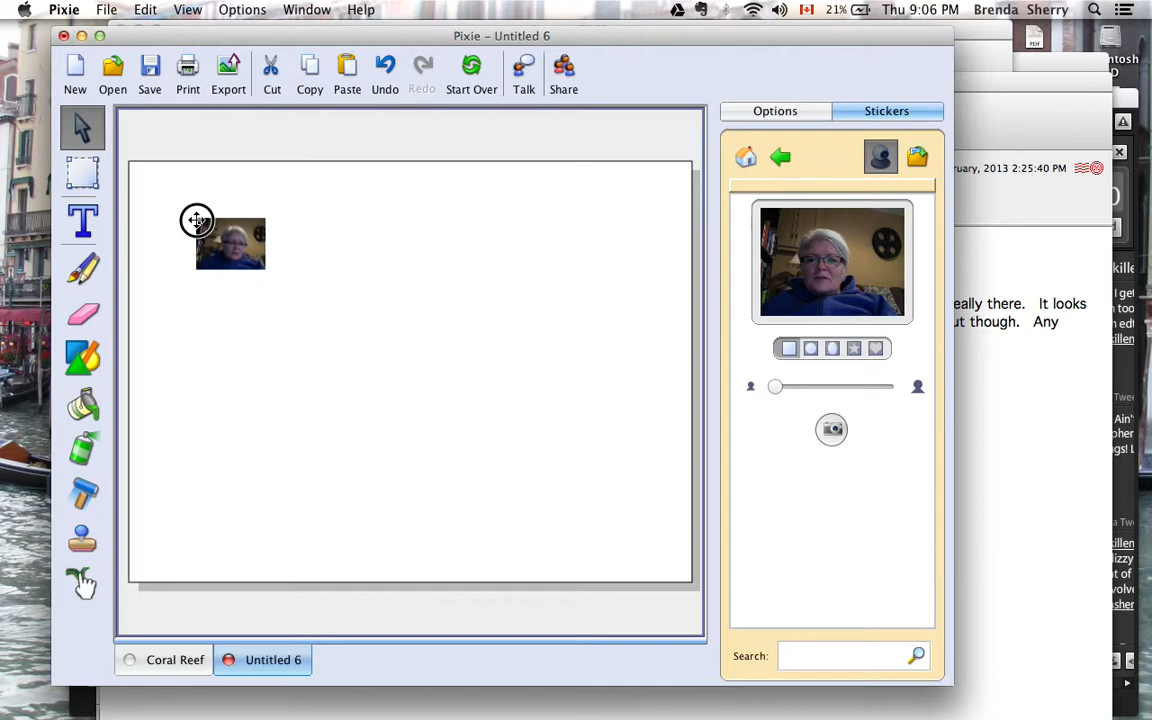 Pixie File Edit View Options Window Help 21% Thu 9:06 PM Brenda Sherry
Pixie – Untitled 6
PDF
New Open Save Print Export Cut Copy Paste Undo Redo Start Over Talk Share
Options Stickers
2013 2:25:40 PM
eally there. It looks
ut though. Any
Coral Reef Untitled 6
Search: